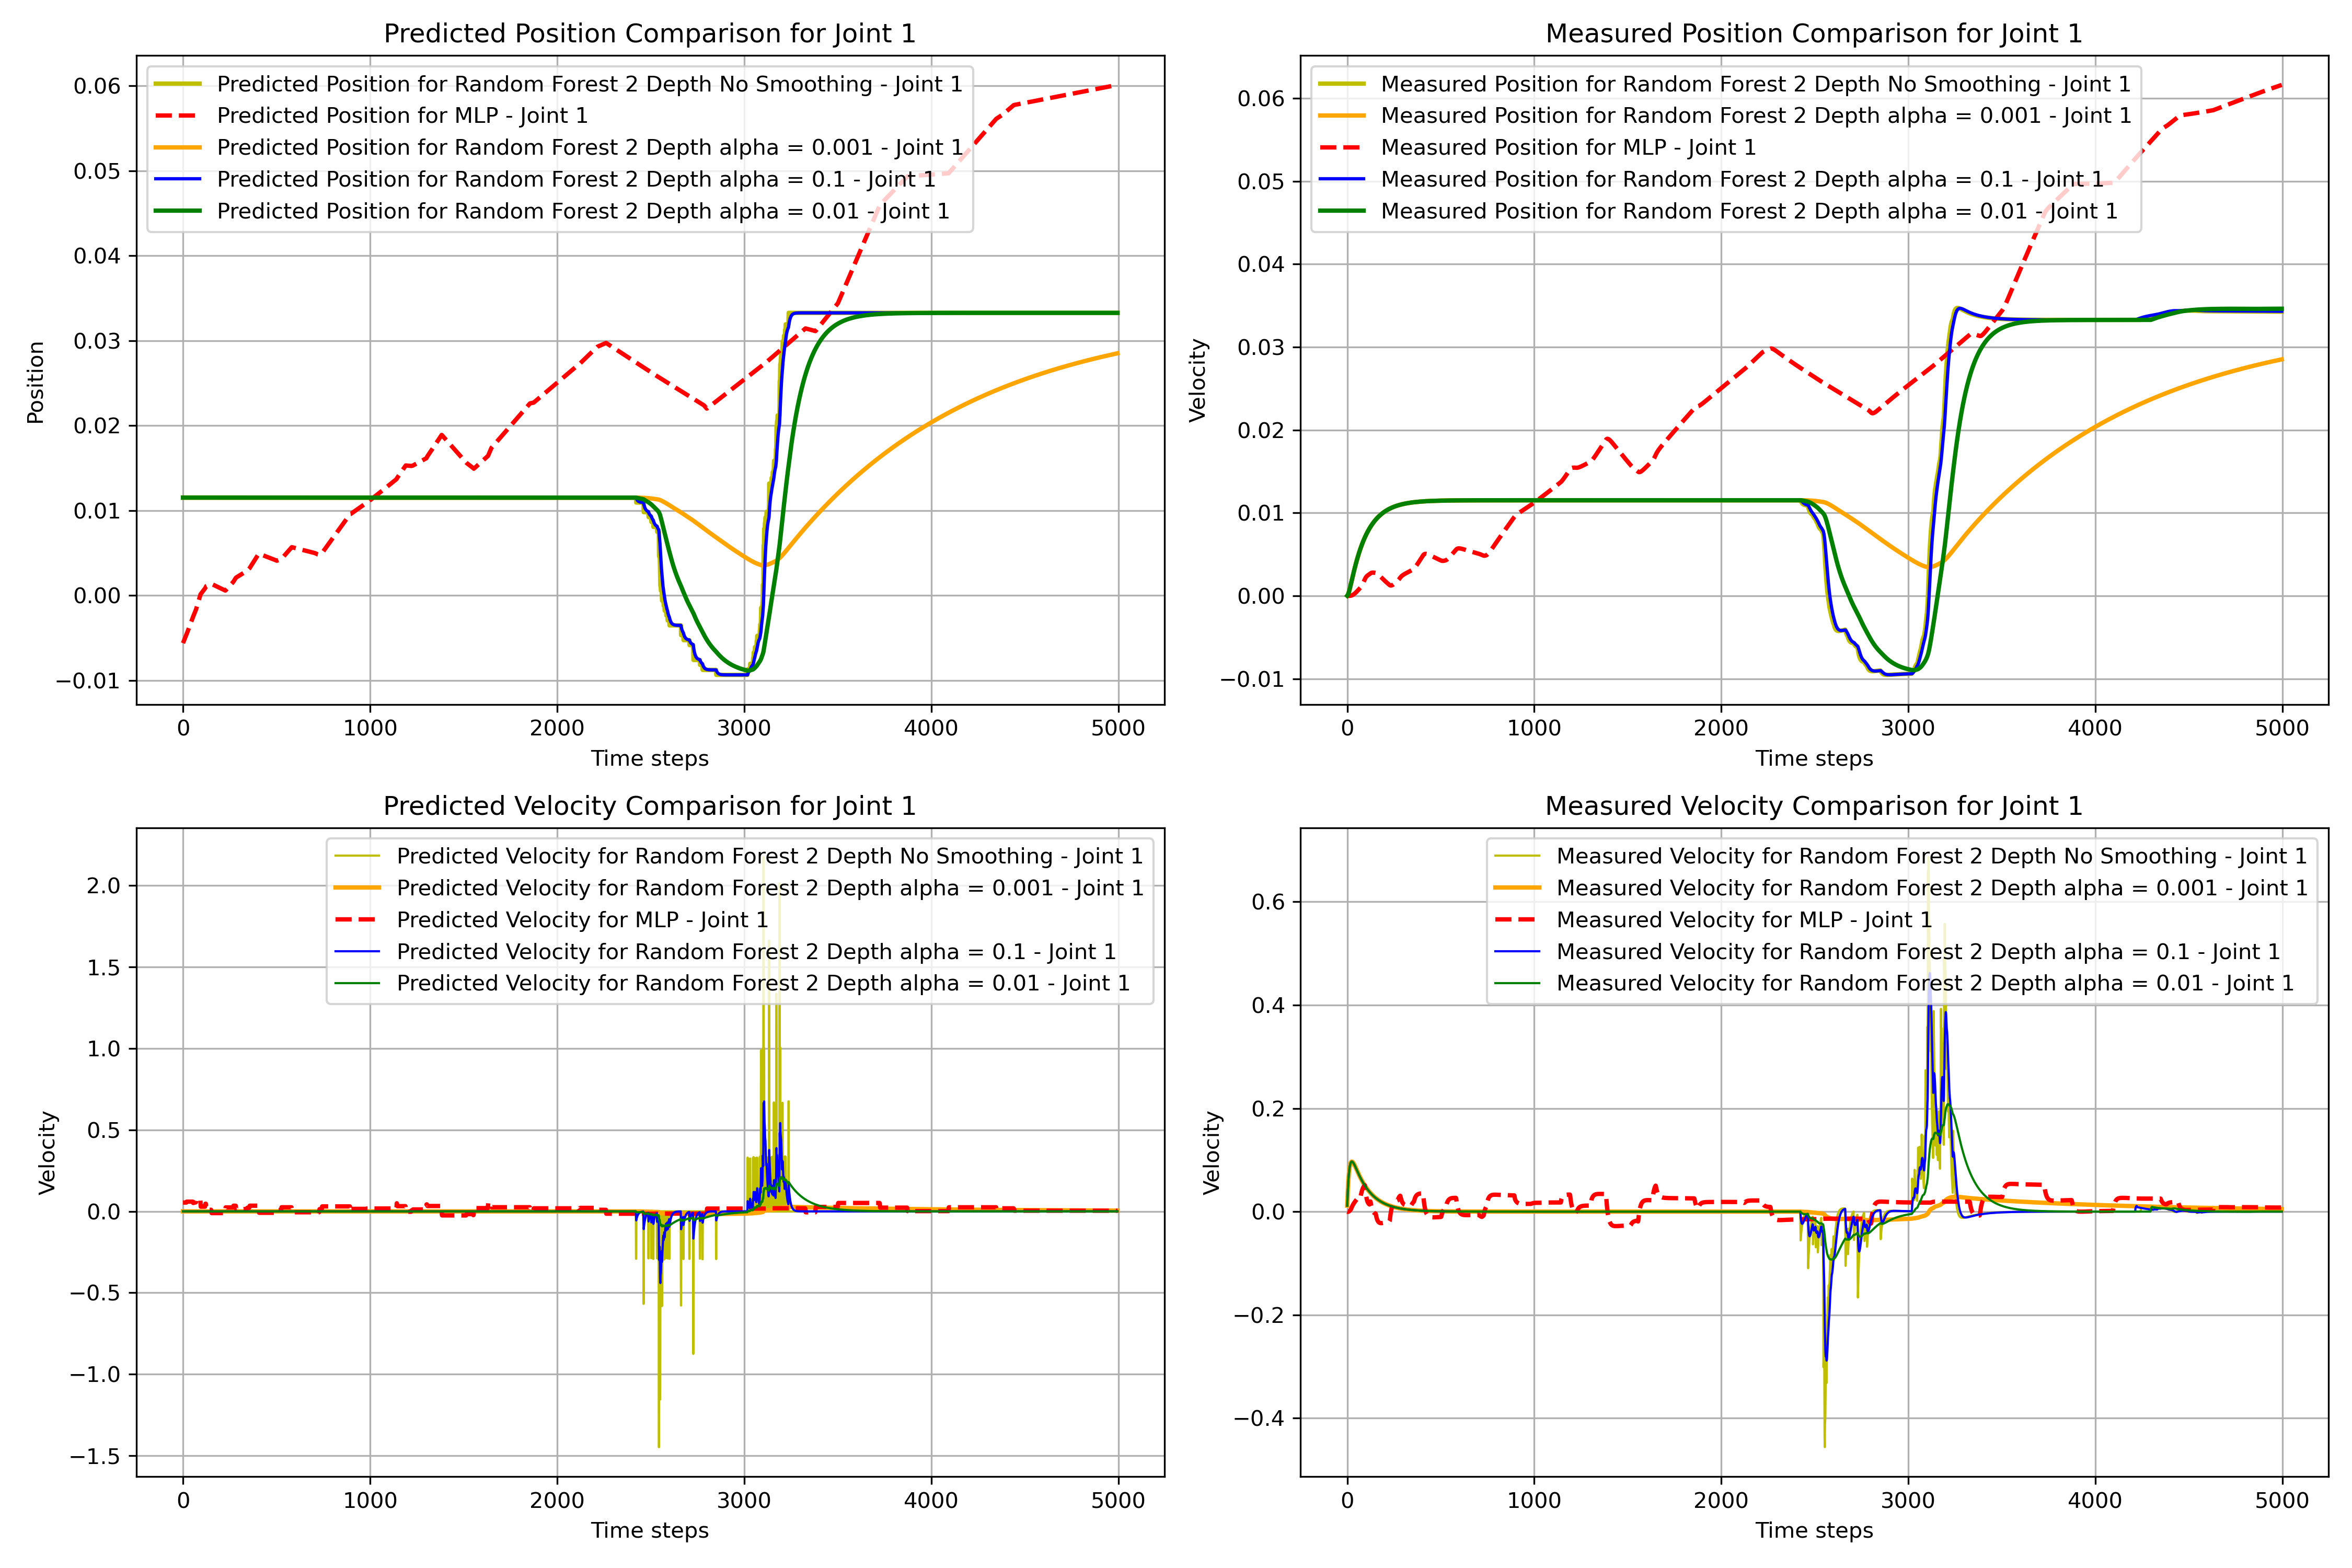 Predicted Position Comparison for Joint 1
Predicted Position for Random Forest 2 Depth No Smoothing - Joint 1
Predicted Position for MLP - Joint 1
Predicted Position for Random Forest 2 Depth alpha = 0.001 - Joint 1
Predicted Position for Random Forest 2 Depth alpha = 0.1 - Joint 1
Predicted Position for Random Forest 2 Depth alpha = 0.01 - Joint 1
Position
0.06
0.05
0.04
0.03
0.02
0.01
0.00
−0.01
0 1000 2000 3000 4000 5000
Time steps
Measured Position Comparison for Joint 1
Measured Position for Random Forest 2 Depth No Smoothing - Joint 1
Measured Position for Random Forest 2 Depth alpha = 0.001 - Joint 1
Measured Position for MLP - Joint 1
Measured Position for Random Forest 2 Depth alpha = 0.1 - Joint 1
Measured Position for Random Forest 2 Depth alpha = 0.01 - Joint 1
Velocity
0.06
0.05
0.04
0.03
0.02
0.01
0.00
−0.01
0 1000 2000 3000 4000 5000
Time steps
Predicted Velocity Comparison for Joint 1
Predicted Velocity for Random Forest 2 Depth No Smoothing - Joint 1
Predicted Velocity for Random Forest 2 Depth alpha = 0.001 - Joint 1
Predicted Velocity for MLP - Joint 1
Predicted Velocity for Random Forest 2 Depth alpha = 0.1 - Joint 1
Predicted Velocity for Random Forest 2 Depth alpha = 0.01 - Joint 1
Velocity
2.0
1.5
1.0
0.5
0.0
−0.5
−1.0
−1.5
0 1000 2000 3000 4000 5000
Time steps
Measured Velocity Comparison for Joint 1
Measured Velocity for Random Forest 2 Depth No Smoothing - Joint 1
Measured Velocity for Random Forest 2 Depth alpha = 0.001 - Joint 1
Measured Velocity for MLP - Joint 1
Measured Velocity for Random Forest 2 Depth alpha = 0.1 - Joint 1
Measured Velocity for Random Forest 2 Depth alpha = 0.01 - Joint 1
Velocity
0.6
0.4
0.2
0.0
−0.2
−0.4
0 1000 2000 3000 4000 5000
Time steps